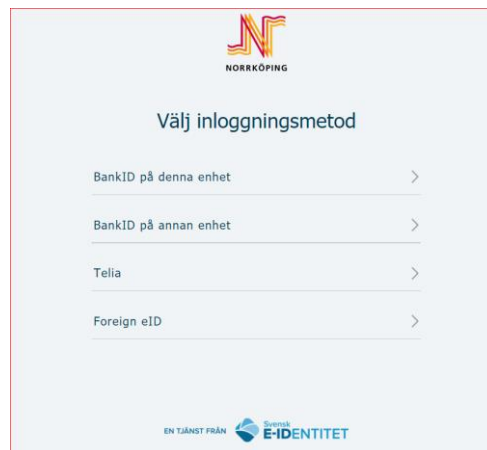 NORRKÖPING
Välj inloggningsmetod
BankID på denna enhet
BankID på annan enhet
Telia
Foreign eID
EN TJÄNST FRÅN Svensk
E-IDENTITET